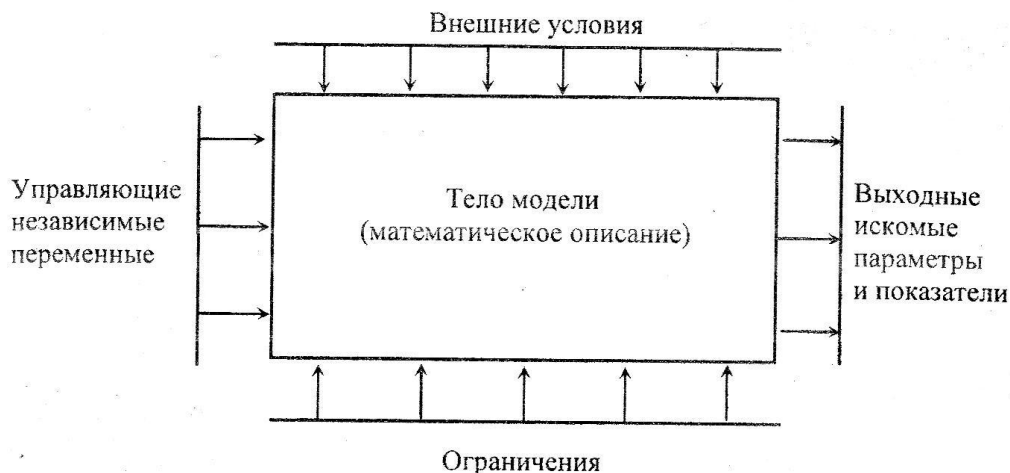 Внешние условия
Управляющие
независимые
переменные
Тело модели
(математическое описание)
Выходные
искомые
параметры
и показатели
Ограничения